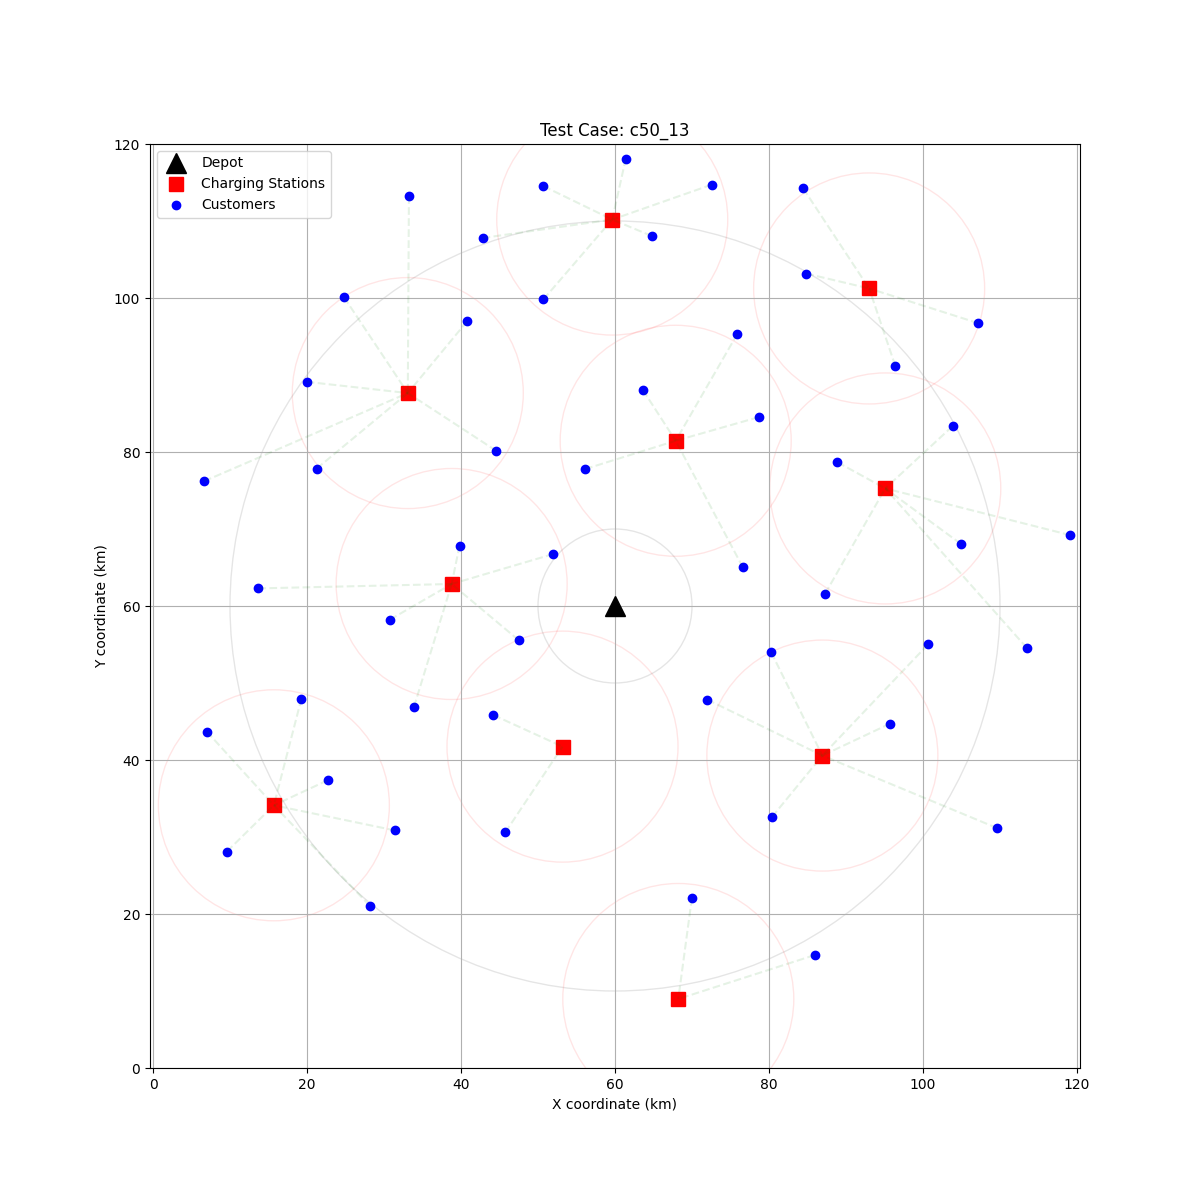 Test Case: c50_13
Depot
Charging Stations
Customers
120
100
80
60
40
20
0
Y coordinate (km)
0 20 40 60 80 100 120
X coordinate (km)